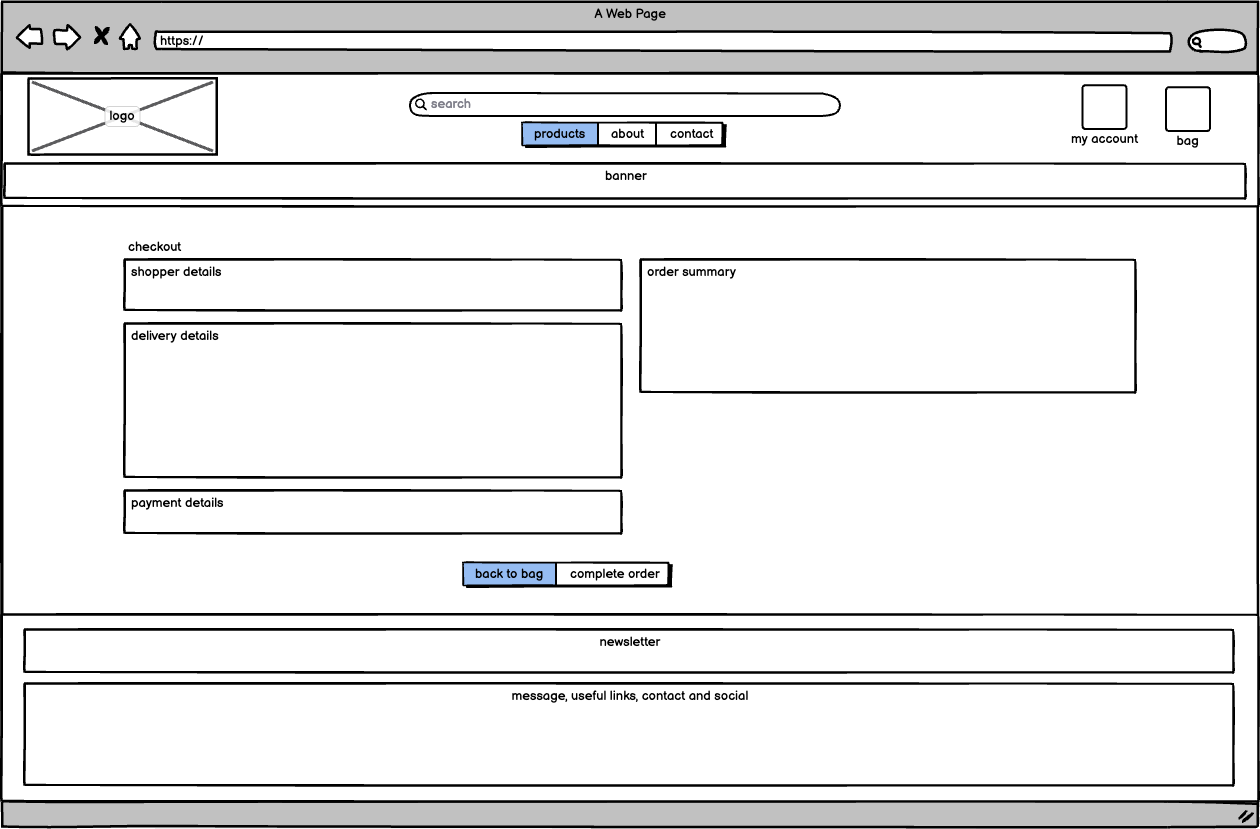 A Web Page
https://
logo
search
products about contact
my account
bag
banner
checkout
shopper details
order summary
delivery details
payment details
back to bag complete order
newsletter
message, useful links, contact and social